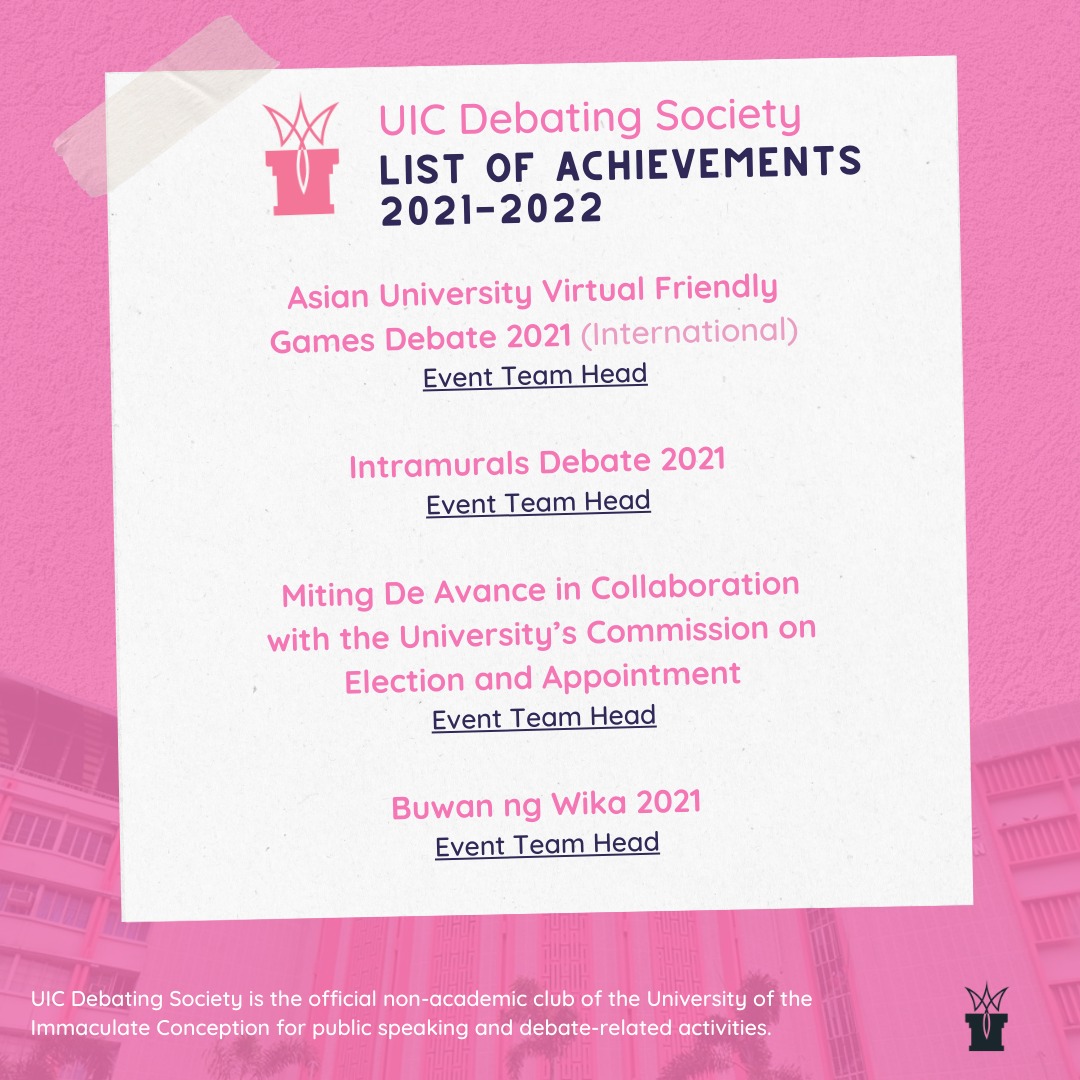 UIC Debating Society
LIST OF ACHIEVEMENTS
2021-2022
Asian University Virtual Friendly
Games Debate 2021 (International)
Event Team Head
Intramurals Debate 2021
Event Team Head
Miting De Avance in Collaboration
with the University’s Commission on
Election and Appointment
Event Team Head
Buwan ng Wika 2021
Event Team Head
UIC Debating Society is the official non-academic club of the University of the
Immaculate Conception for public speaking and debate-related activities.